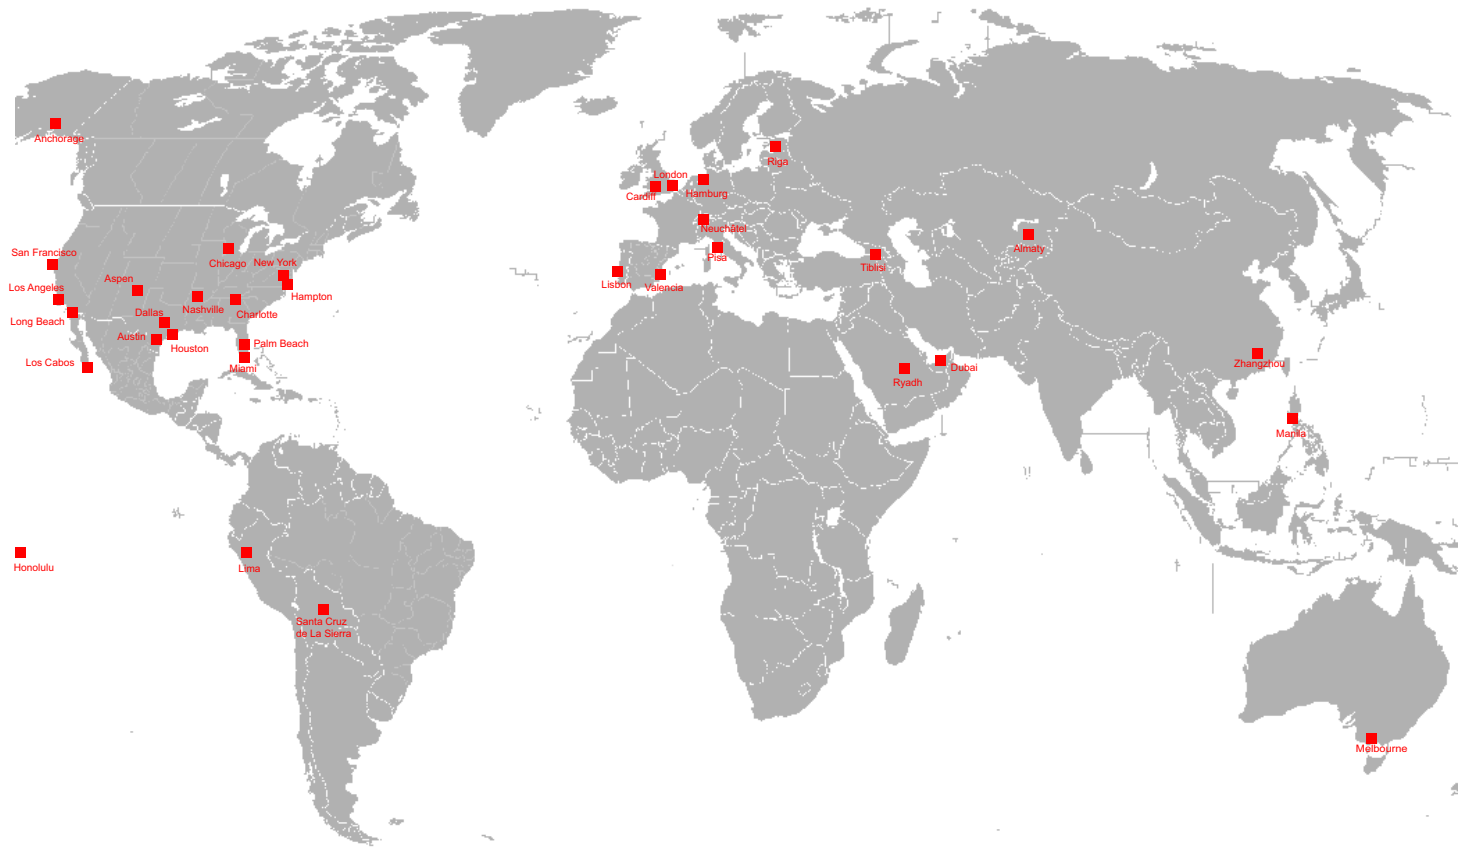 Anchorage
Riga
London
Cardiff
Hamburg
Neuchâtel
San Francisco
Chicago
New York
Pisa
Almaty
Tiblisi
Aspen
Los Angeles
Lisbon
Valencia
Hampton
Nashville
Charlotte
Long Beach
Dallas
Austin
Houston
Palm Beach
Los Cabos
Miami
Dubai
Ryadh
Zhangzhou
Manila
Honolulu
Lima
Santa Cruz
de La Sierra
Melbourne